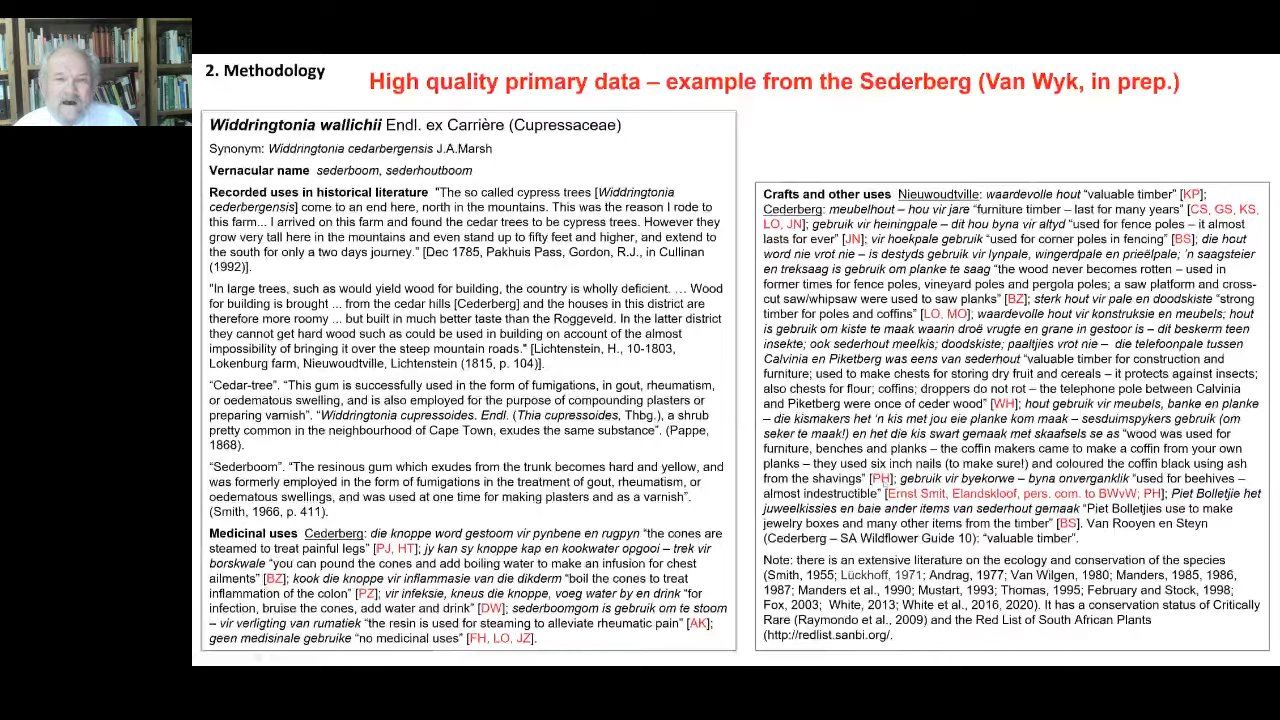 2. Methodology
High quality primary data – example from the Sederberg (Van Wyk, in prep.)
Widdringtonia wallichii Endl. ex Carrière (Cupressaceae)
Synonym: Widdringtonia cedarbergensis J.A.Marsh
Vernacular name sederboom, sederhoutboom
Recorded uses in historical literature "The so called cypress trees [Widdringtonia
cederbergensis] come to an end here, north in the mountains. This was the reason I rode to
this farm... I arrived on this farm and found the cedar trees to be cypress trees. However they
grow very tall here in the mountains and even stand up to fifty feet and higher, and extend to
the south for only a two days journey.” [Dec 1785, Pakhuis Pass, Gordon, R.J., in Cullinan
(1992)].
"In large trees, such as would yield wood for building, the country is wholly deficient. … Wood
for building is brought ... from the cedar hills [Cederberg] and the houses in this district are
therefore more roomy ... but built in much better taste than the Roggeveld. In the latter district
they cannot get hard wood such as could be used in building on account of the almost
impossibility of bringing it over the steep mountain roads." [Lichtenstein, H., 10-1803,
Lokenburg farm, Nieuwoudtville, Lichtenstein (1815, p. 104)].
“Cedar-tree”. “This gum is successfully used in the form of fumigations, in gout, rheumatism,
or oedematous swelling, and is also employed for the purpose of compounding plasters or
preparing varnish”. “Widdringtonia cupressoides. Endl. (Thia cupressoides, Thbg.), a shrub
pretty common in the neighbourhood of Cape Town, exudes the same substance”. (Pappe,
1868).
“Sederboom”. “The resinous gum which exudes from the trunk becomes hard and yellow, and
was formerly employed in the form of fumigations in the treatment of gout, rheumatism, or
oedematous swellings, and was used at one time for making plasters and as a varnish”.
(Smith, 1966, p. 411).
Medicinal uses Cederberg: die knoppe word gestoom vir pynbene en rugpyn “the cones are
steamed to treat painful legs” [PJ, HT]; jy kan sy knoppe kap en kookwater opgooi – trek vir
borskwale “you can pound the cones and add boiling water to make an infusion for chest
ailments” [BZ]; kook die knoppe vir inflammasie van die dikderm “boil the cones to treat
inflammation of the colon” [PZ]; vir infeksie, kneus die knoppe, voeg water by en drink “for
infection, bruise the cones, add water and drink” [DW]; sederboomgom is gebruik om te stoom
– vir verligting van rumatiek “the resin is used for steaming to alleviate rheumatic pain” [AK];
geen medisinale gebruike “no medicinal uses” [FH, LO, JZ].
Crafts and other uses Nieuwoudtville: waardevolle hout “valuable timber” [KP];
Cederberg: meubelhout – hou vir jare “furniture timber – last for many years” [CS, GS, KS,
LO, JN]; gebruik vir heiningpale – dit hou byna vir altyd “used for fence poles – it almost
lasts for ever” [JN]; vir hoekpale gebruik “used for corner poles in fencing” [BS]; die hout
word nie vrot nie – is destyds gebruik vir lynpale, wingerdpale en prieëlpale; ’n saagsteier
en treksaag is gebruik om planke te saag “the wood never becomes rotten – used in
former times for fence poles, vineyard poles and pergola poles; a saw platform and cross-
cut saw/whipsaw were used to saw planks” [BZ]; sterk hout vir pale en doodskiste “strong
timber for poles and coffins” [LO, MO]; waardevolle hout vir konstruksie en meubels; hout
is gebruik om kiste te maak waarin droë vrugte en grane in gestoor is – dit beskerm teen
insekte; ook sederhout meelkis; doodskiste; paaltjies vrot nie – die telefoonpale tussen
Calvinia en Piketberg was eens van sederhout “valuable timber for construction and
furniture; used to make chests for storing dry fruit and cereals – it protects against insects;
also chests for flour; coffins; droppers do not rot – the telephone pole between Calvinia
and Piketberg were once of ceder wood” [WH]; hout gebruik vir meubels, banke en planke
– die kismakers het ‘n kis met jou eie planke kom maak – sesduimspykers gebruik (om
seker te maak!) en het die kis swart gemaak met skaafsels se as “wood was used for
furniture, benches and planks – the coffin makers came to make a coffin from your own
planks – they used six inch nails (to make sure!) and coloured the coffin black using ash
from the shavings” [PH]; gebruik vir byekorwe – byna onverganklik “used for beehives –
almost indestructible” [Ernst Smit, Elandskloof, pers. com. to BWvW; PH]; Piet Bolletjie het
juweelkissies en baie ander items van sederhout gemaak “Piet Bolletjies use to make
jewelry boxes and many other items from the timber” [BS]. Van Rooyen en Steyn
(Cederberg – SA Wildflower Guide 10): “valuable timber”.
Note: there is an extensive literature on the ecology and conservation of the species
(Smith, 1955; Lückhoff, 1971; Andrag, 1977; Van Wilgen, 1980; Manders, 1985, 1986,
1987; Manders et al., 1990; Mustart, 1993; Thomas, 1995; February and Stock, 1998;
Fox, 2003; White, 2013; White et al., 2016, 2020). It has a conservation status of Critically
Rare (Raymondo et al., 2009) and the Red List of South African Plants
(http://redlist.sanbi.org/.